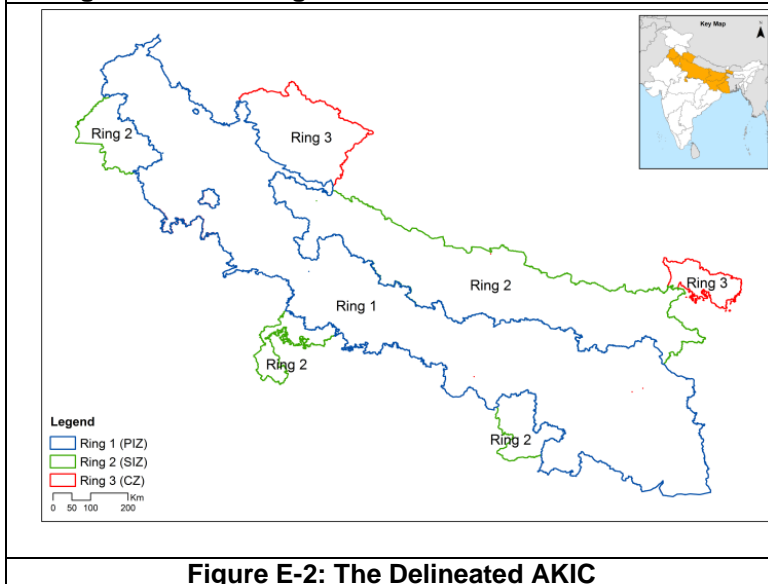 Key Map
N
Ring 2
Ring 3
Ring 2
Ring 3
Ring 1
Ring 2
Ring 2
Legend
Ring 1 (PIZ)
Ring 2 (SIZ)
Ring 3 (CZ)
Km
0 50 100 200
Figure E-2: The Delineated AKIC